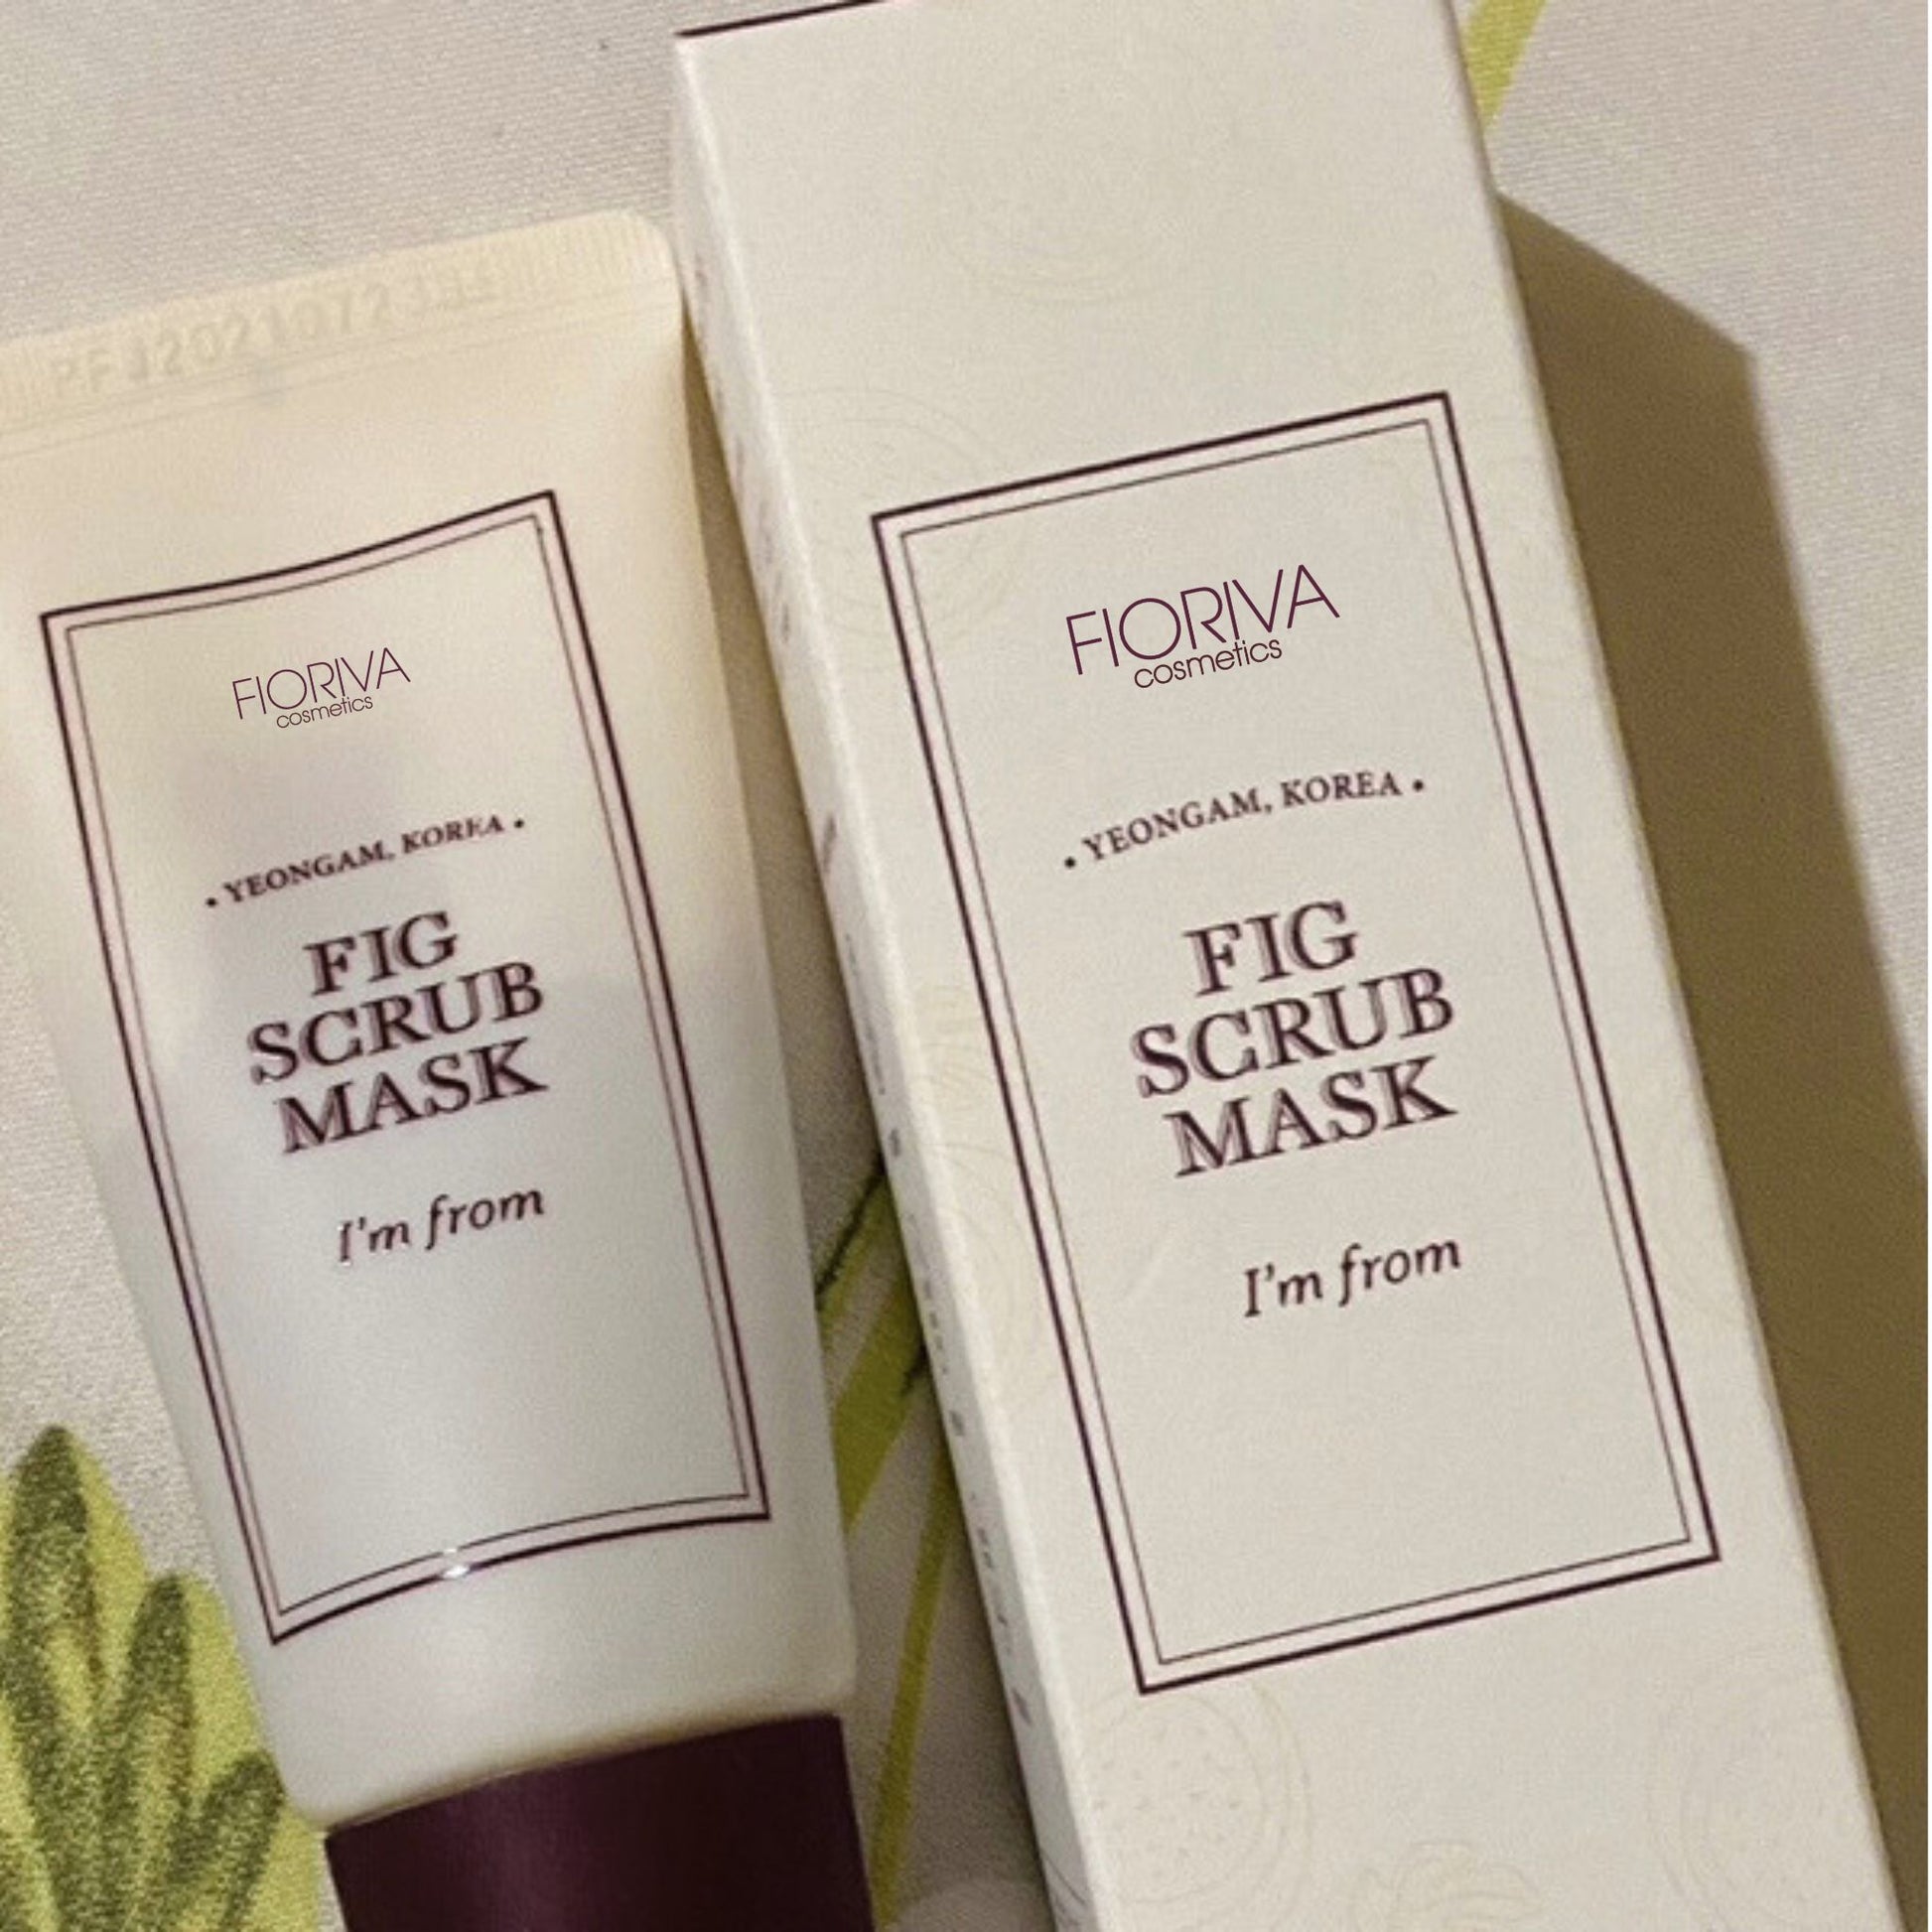 FIORIVA
cosmetics
• YEONGAM, KOREA •
FIG
SCRUB
MASK
I'm from
FIORIVA
cosmetics
• YEONGAM, KOREA •
FIG
SCRUB
MASK
I'm from